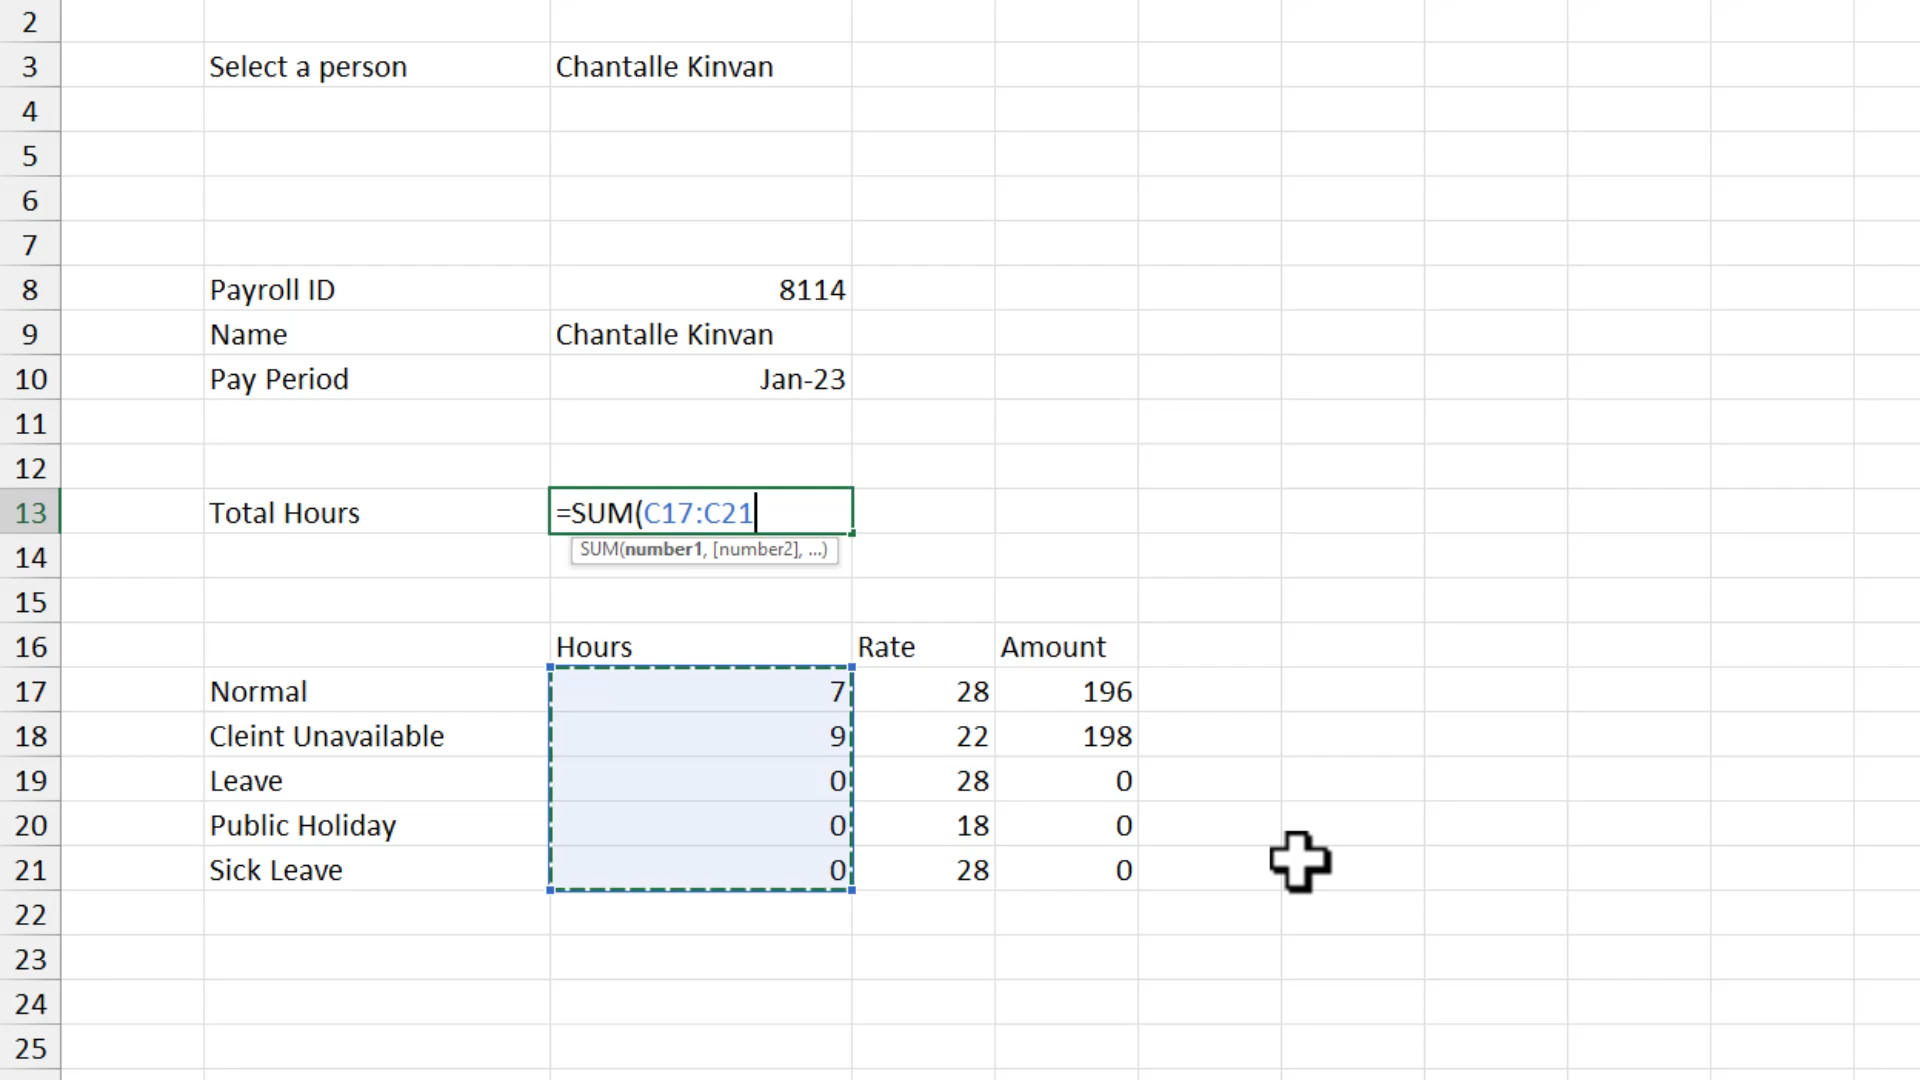 2
3 Select a person Chantalle Kinvan
4
5
6
7
8 Payroll ID 8114
9 Name Chantalle Kinvan
10 Pay Period Jan-23
11
12
13 Total Hours =SUM(C17:C21
SUM(number1, [number2], ...)
14
15
16 Hours Rate Amount
17 Normal 7 28 196
18 Cleint Unavailable 9 22 198
19 Leave 0 28 0
20 Public Holiday 0 18 0
21 Sick Leave 0 28 0
22
23
24
25